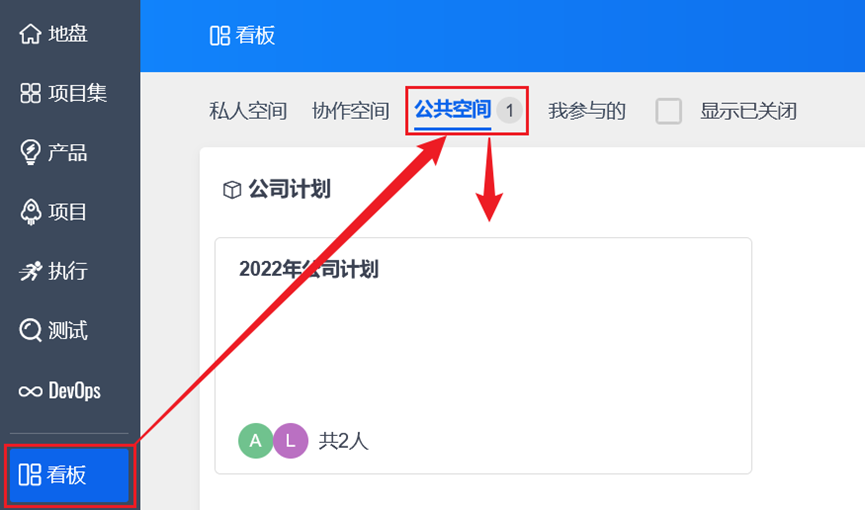 地盘
项目集
产品
项目
执行
测试
DevOps
看板
看板
私人空间 协作空间 公共空间 1 我参与的 显示已关闭
公司计划
2022年公司计划
A L 共2人